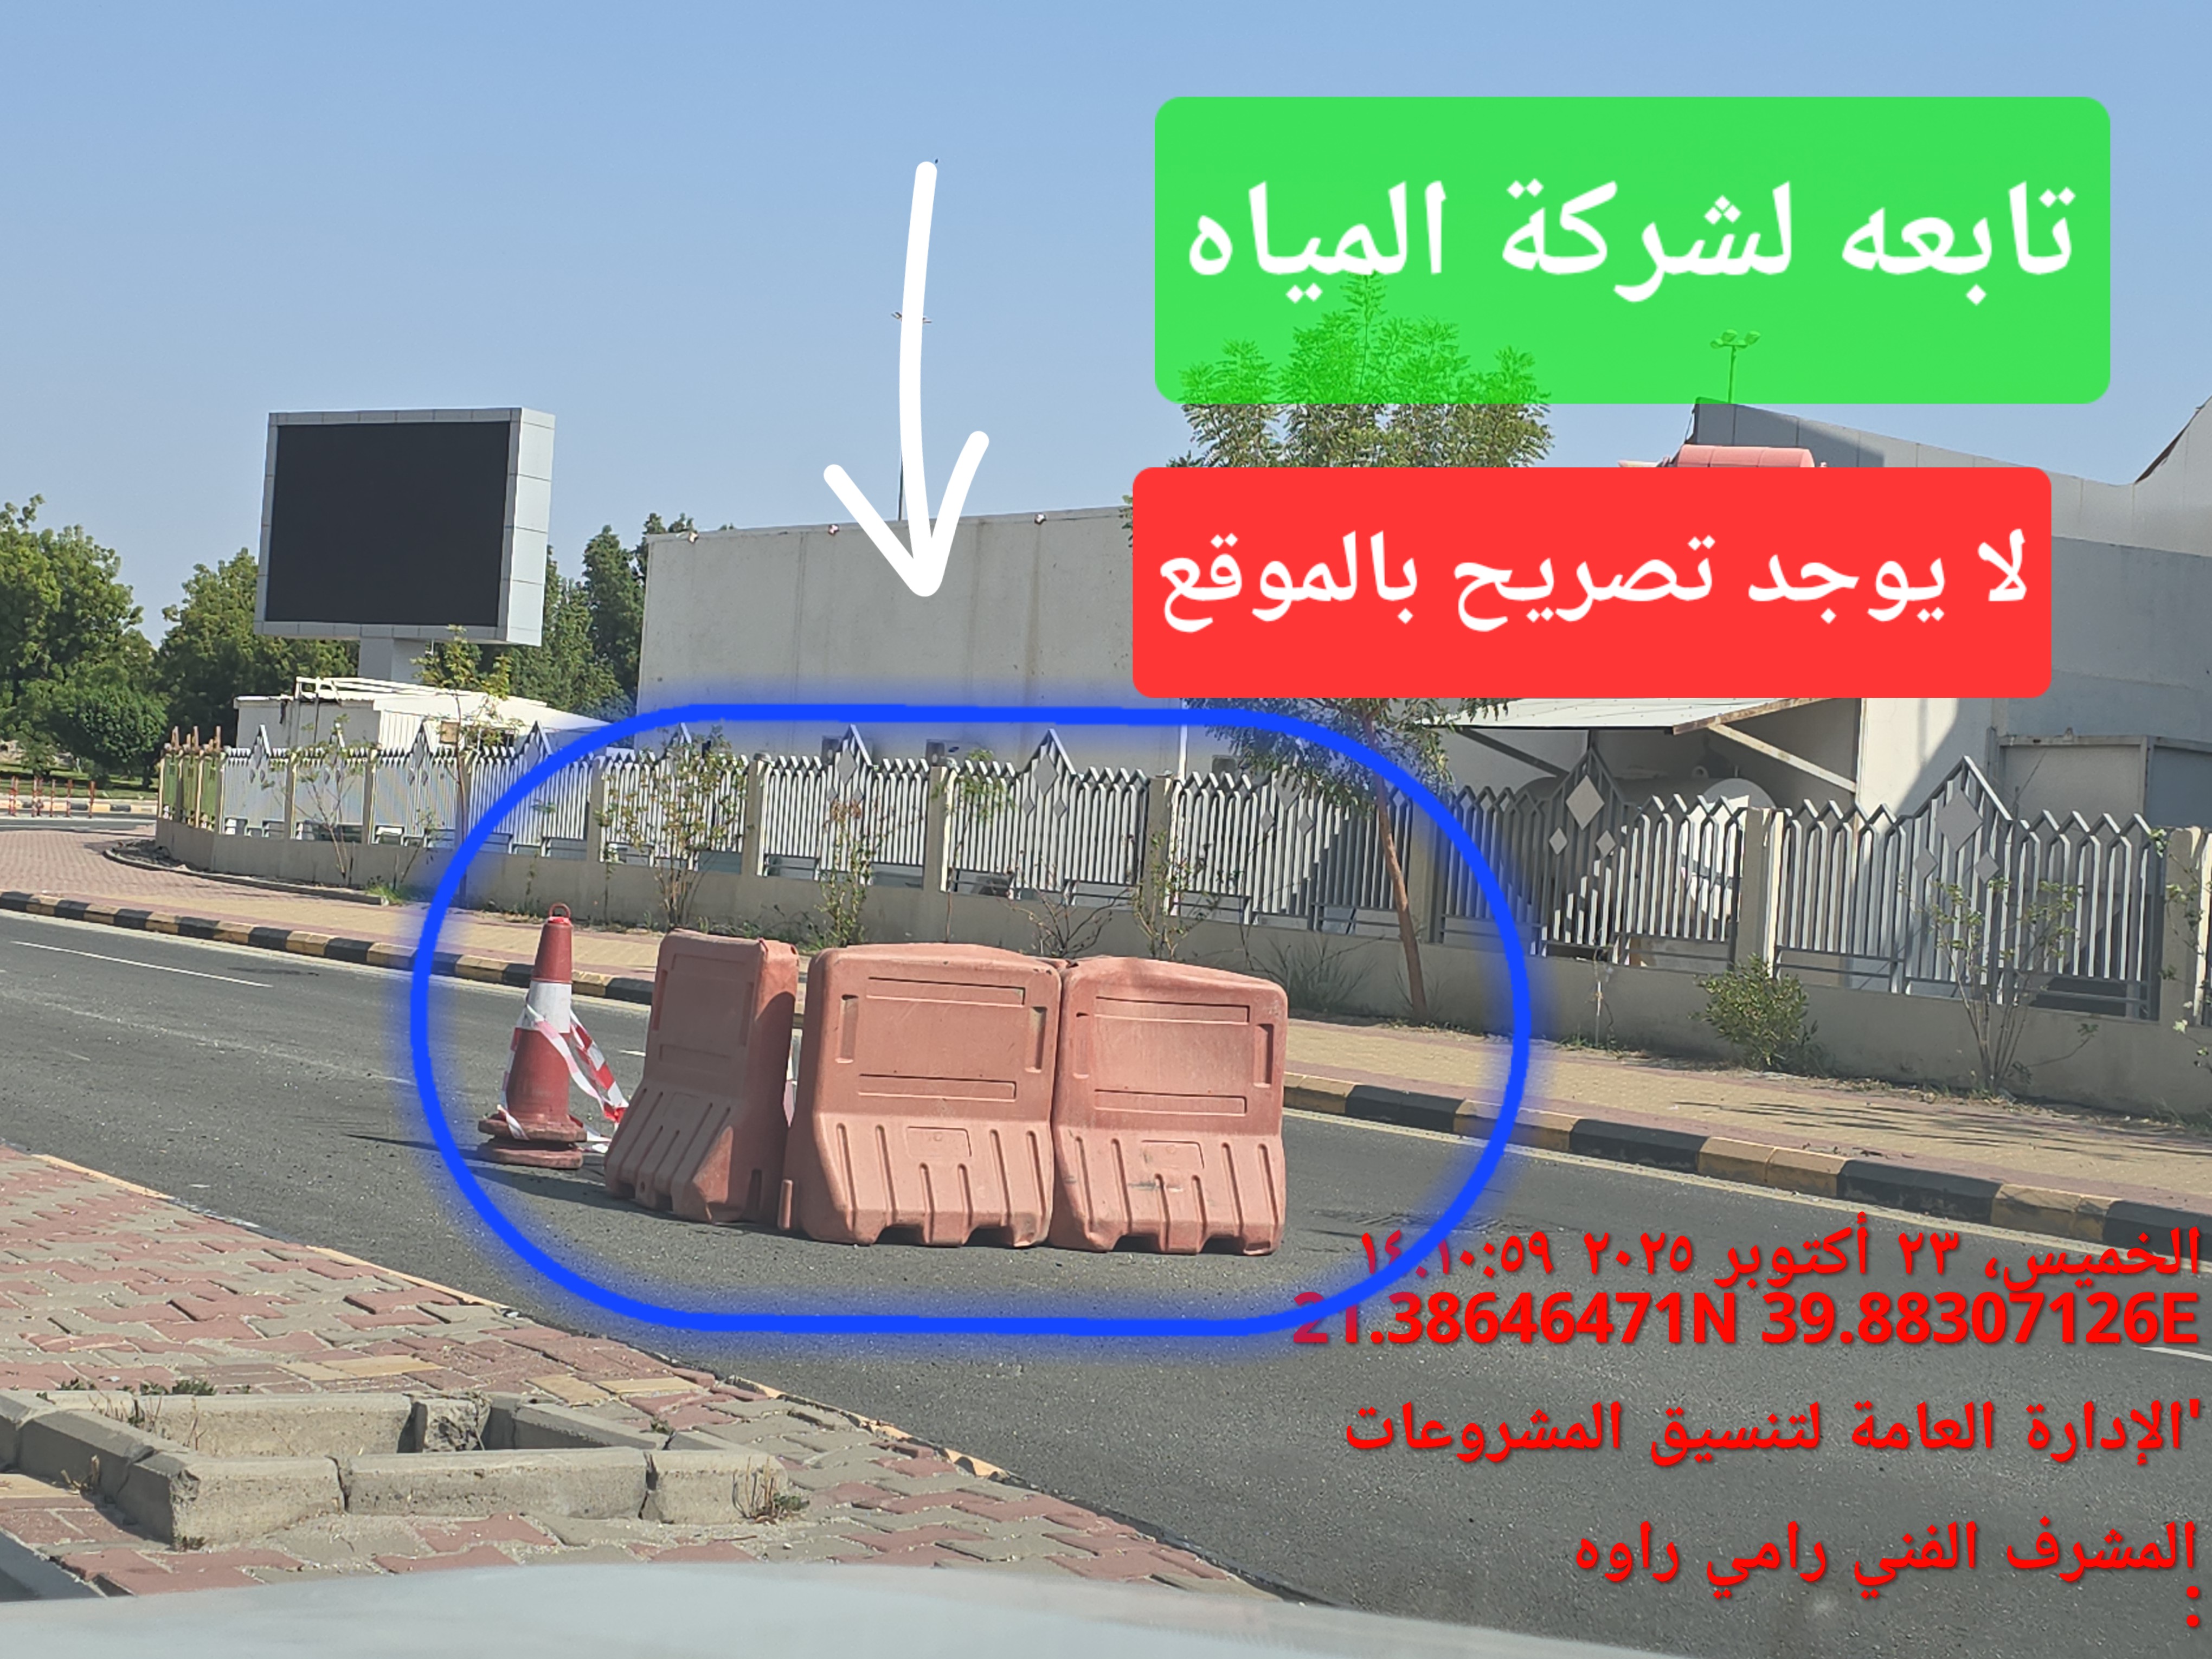 تابعه لشركة المياه
لا يوجد تصريح بالموقع
الخميس، ٢٣ أكتوبر ٢٠٢٥ ١٤:١٠:٥٩
21.38646471N 39.88307126E
'الإدارة العامة لتنسيق المشروعات
المشرف الفني رامي راوه
: